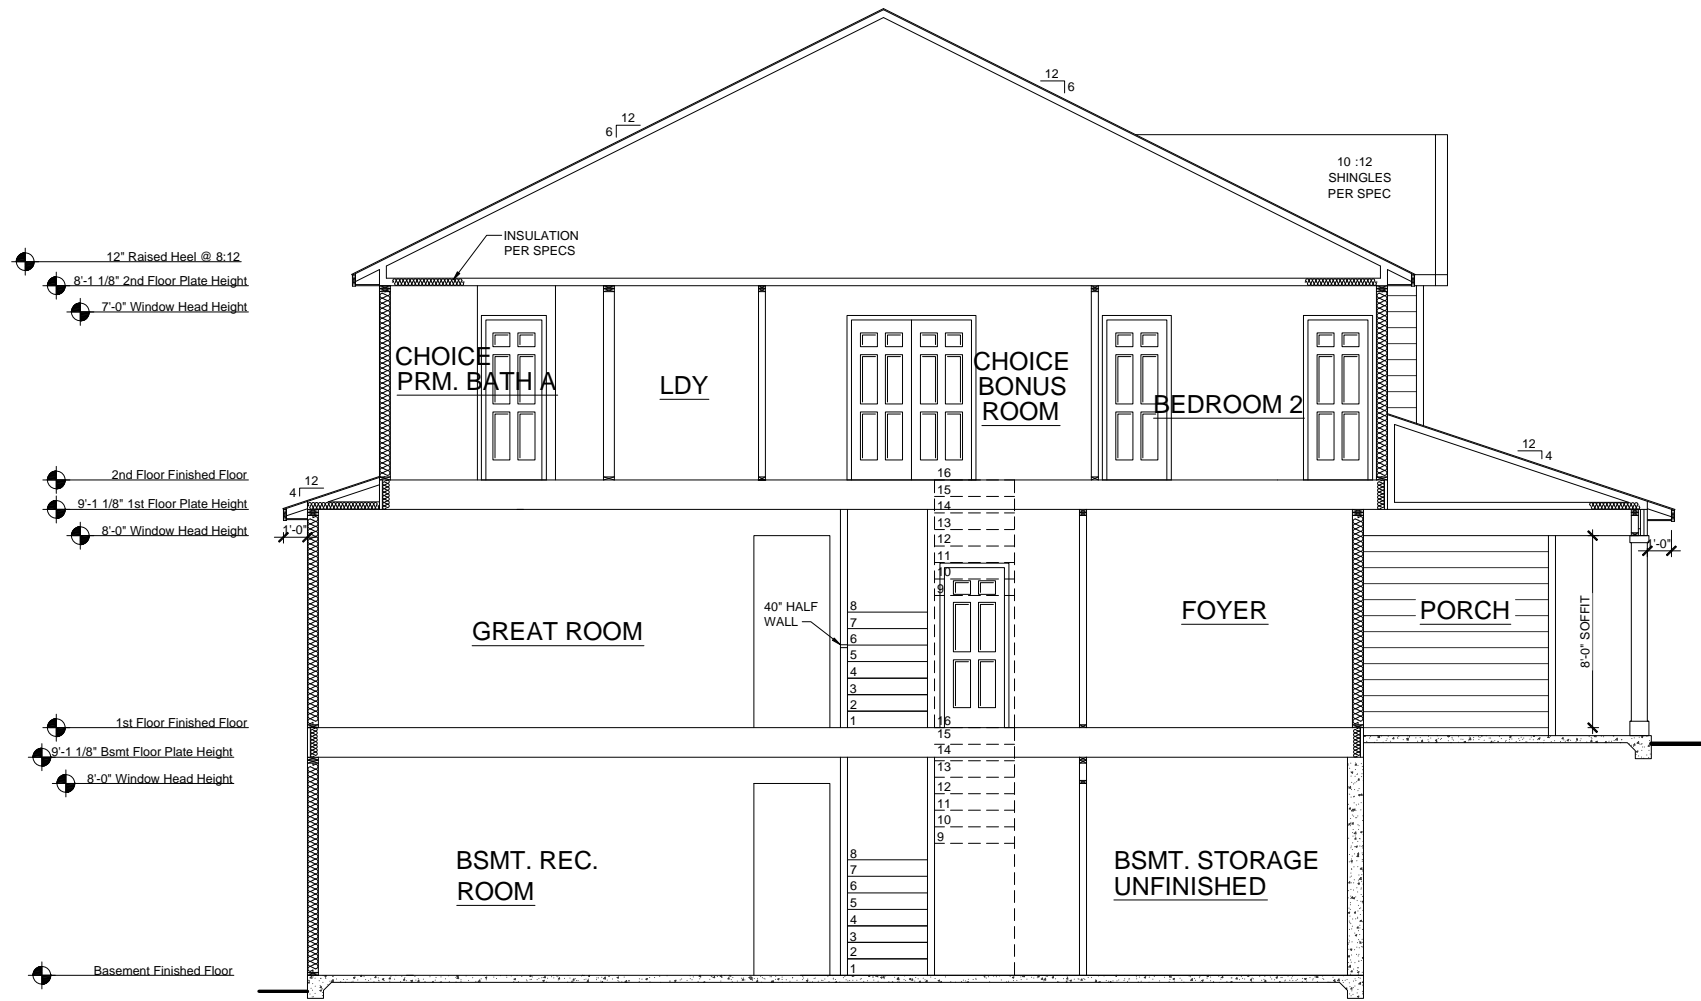 12
6
12
6
10 :12
SHINGLES
PER SPEC
INSULATION
PER SPECS
12" Raised Heel @ 8:12
8'-1 1/8" 2nd Floor Plate Height
7'-0" Window Head Height
CHOICE
PRM. BATH A
LDY
CHOICE
BONUS
ROOM
BEDROOM 2
12
4
2nd Floor Finished Floor
12
4
9'-1 1/8" 1st Floor Plate Height
8'-0" Window Head Height
1'-0"
1'-0"
16
15
14
13
12
11
10
9
40" HALF
WALL
8
7
6
5
4
3
2
1
GREAT ROOM
FOYER
PORCH
8'-0" SOFFIT
1st Floor Finished Floor
9'-1 1/8" Bsmt Floor Plate Height
8'-0" Window Head Height
16
15
14
13
12
11
10
9
8
7
6
5
4
3
2
1
BSMT. REC.
ROOM
BSMT. STORAGE
UNFINISHED
Basement Finished Floor